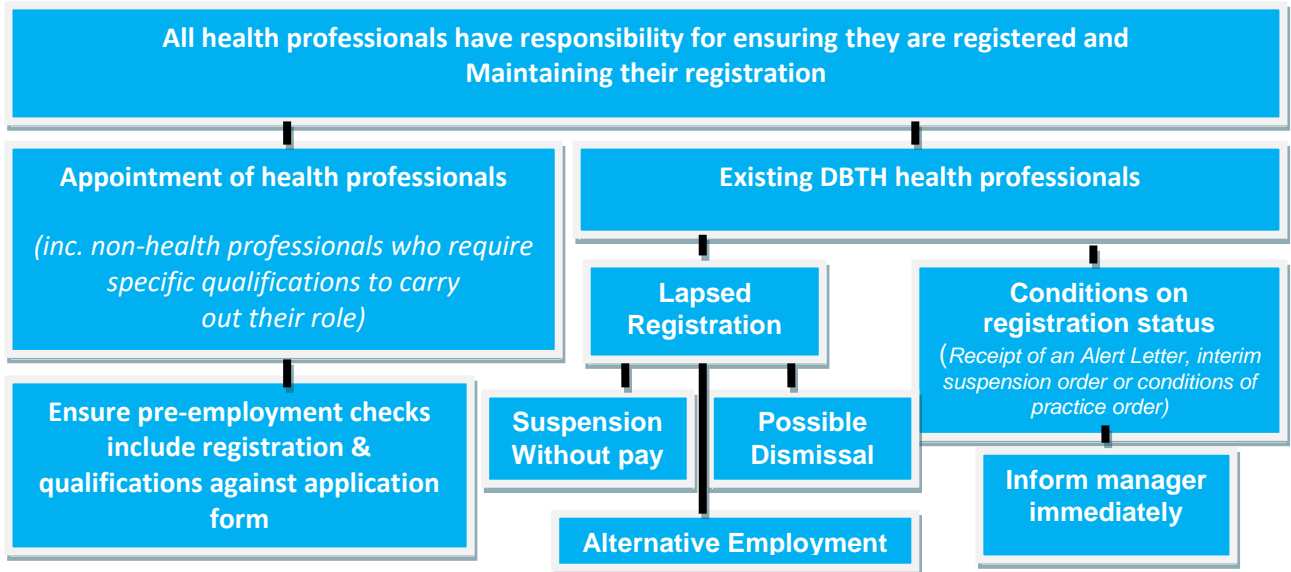 All health professionals have responsibility for ensuring they are registered and
Maintaining their registration
Appointment of health professionals
(inc. non-health professionals who require
specific qualifications to carry
out their role)
Ensure pre-employment checks
include registration &
qualifications against application
form
Existing DBTH health professionals
Lapsed
Registration
Suspension
Without pay
Possible
Dismissal
Alternative Employment
Conditions on
registration status
(Receipt of an Alert Letter, interim
suspension order or conditions of
practice order)
Inform manager
immediately